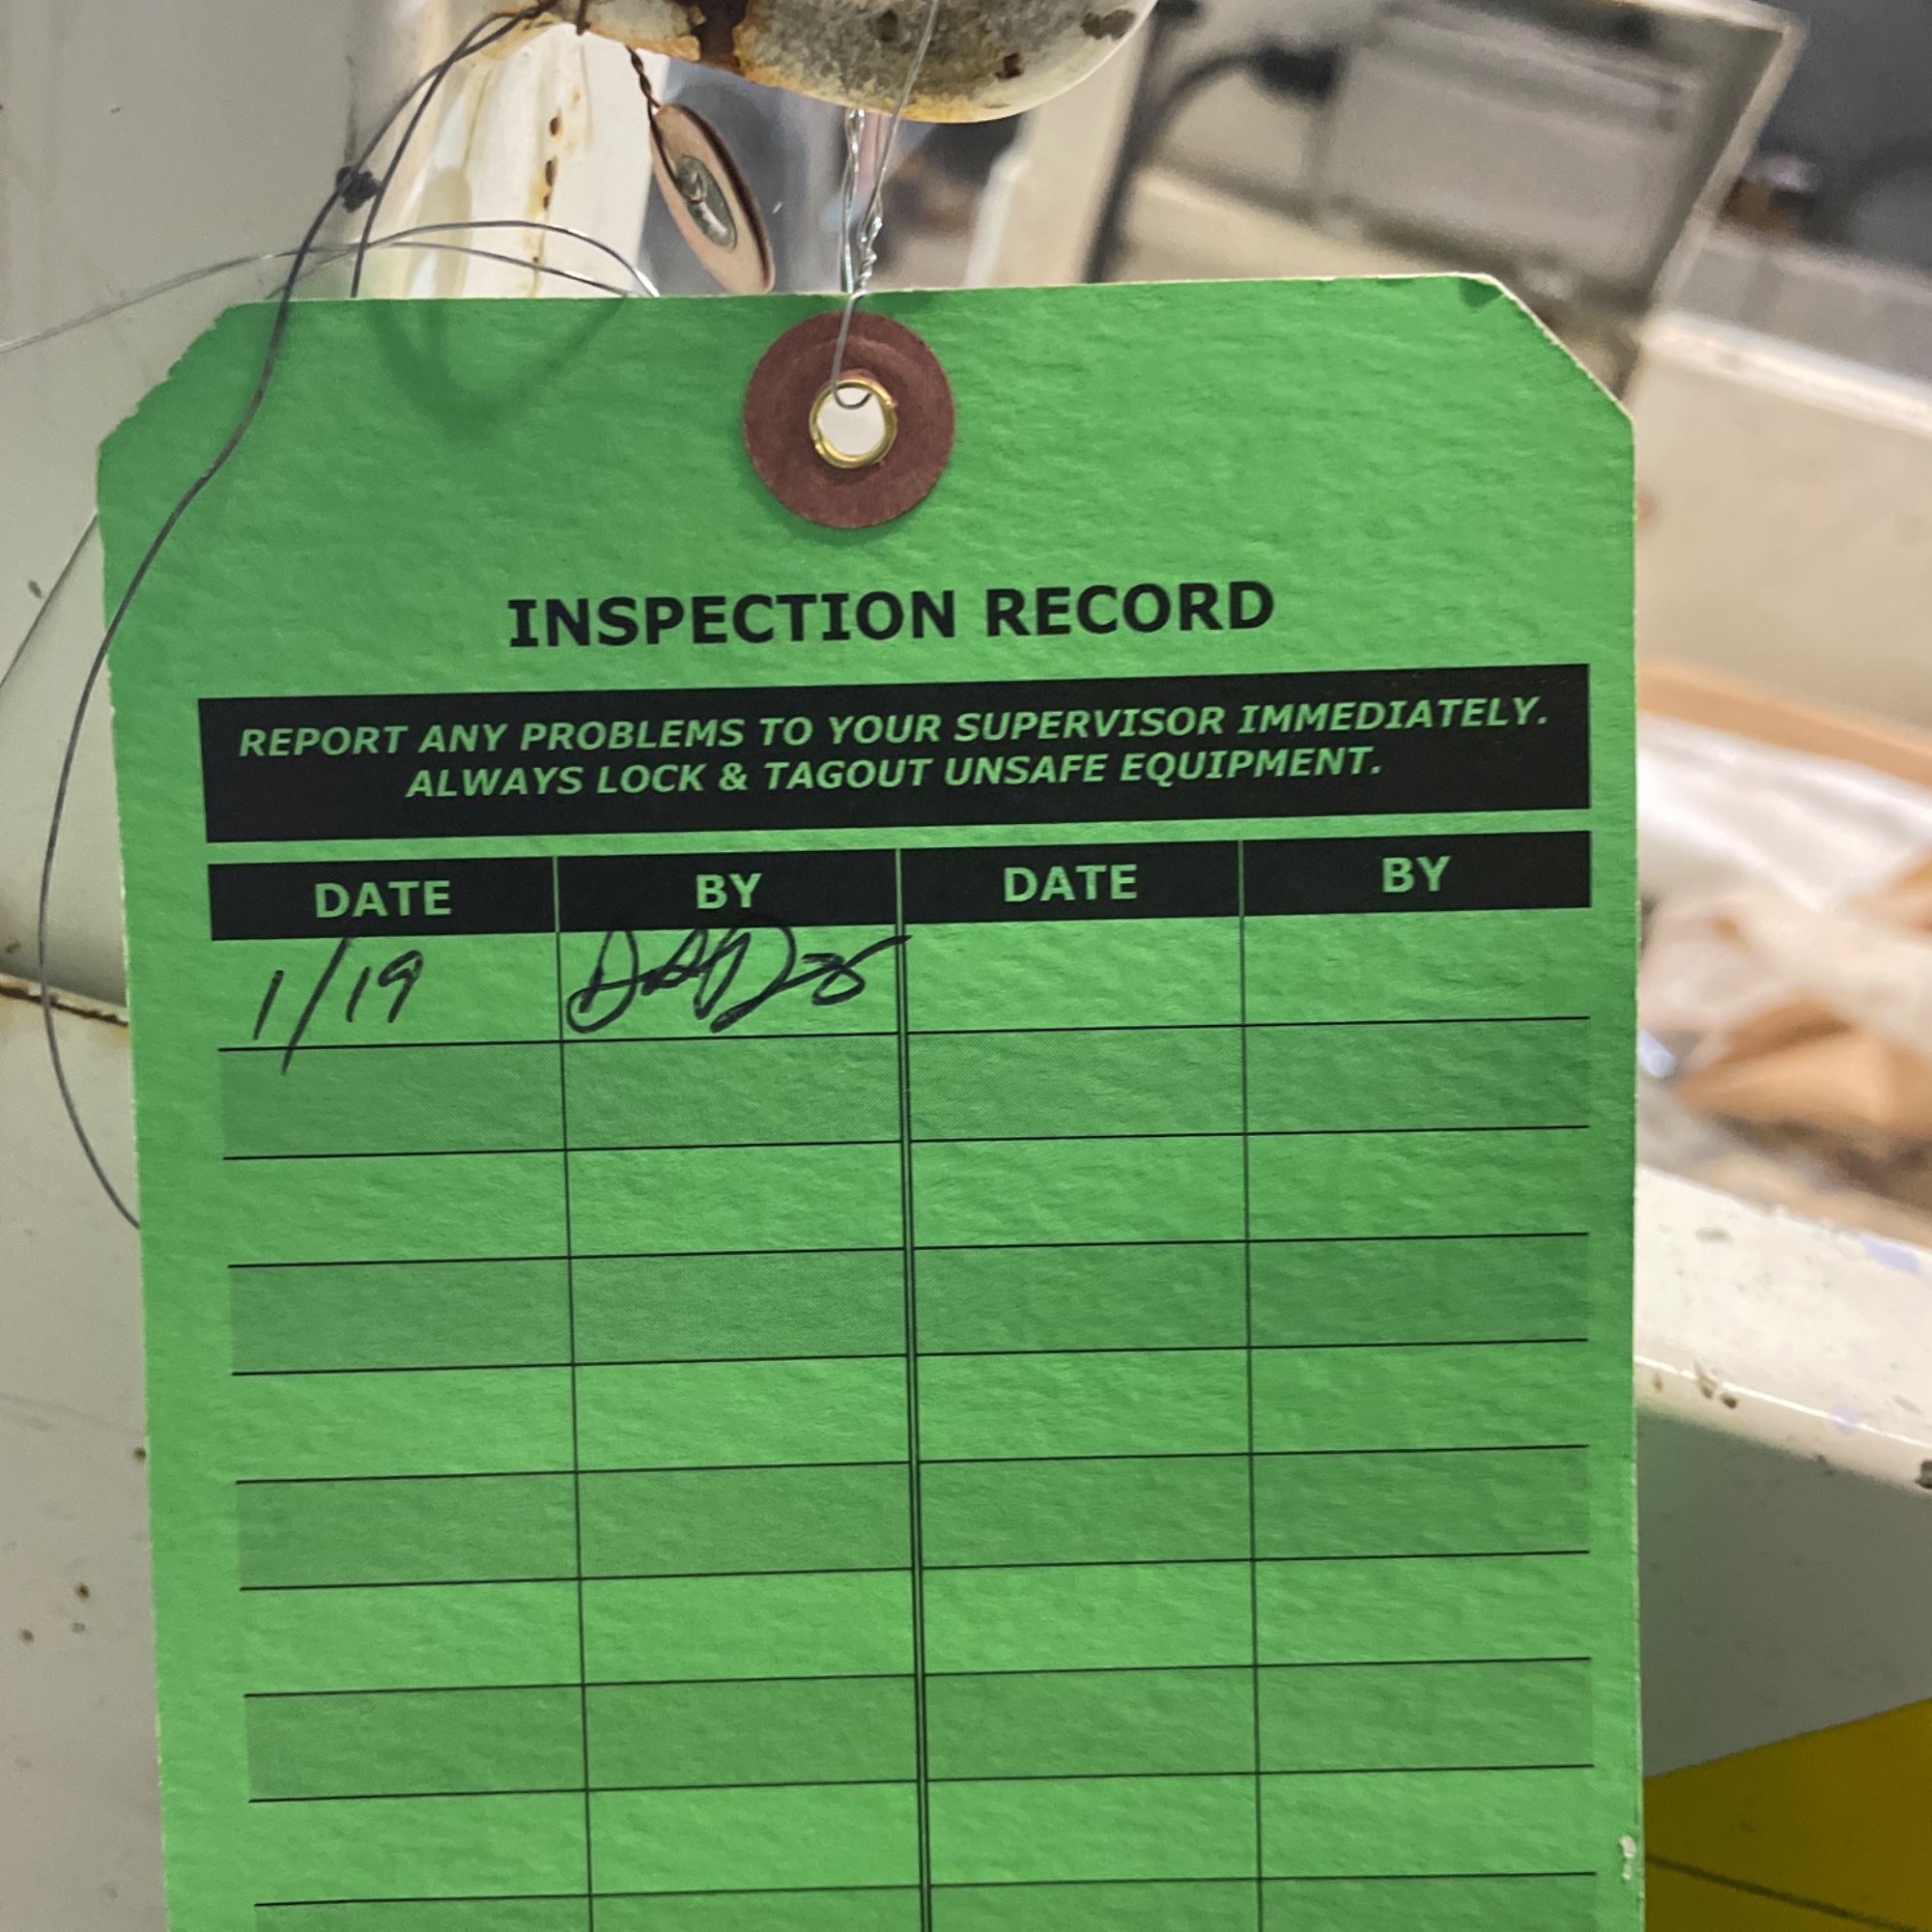 INSPECTION RECORD
REPORT ANY PROBLEMS TO YOUR SUPERVISOR IMMEDIATELY.
ALWAYS LOCK & TAGOUT UNSAFE EQUIPMENT.
DATE BY DATE BY
1/19